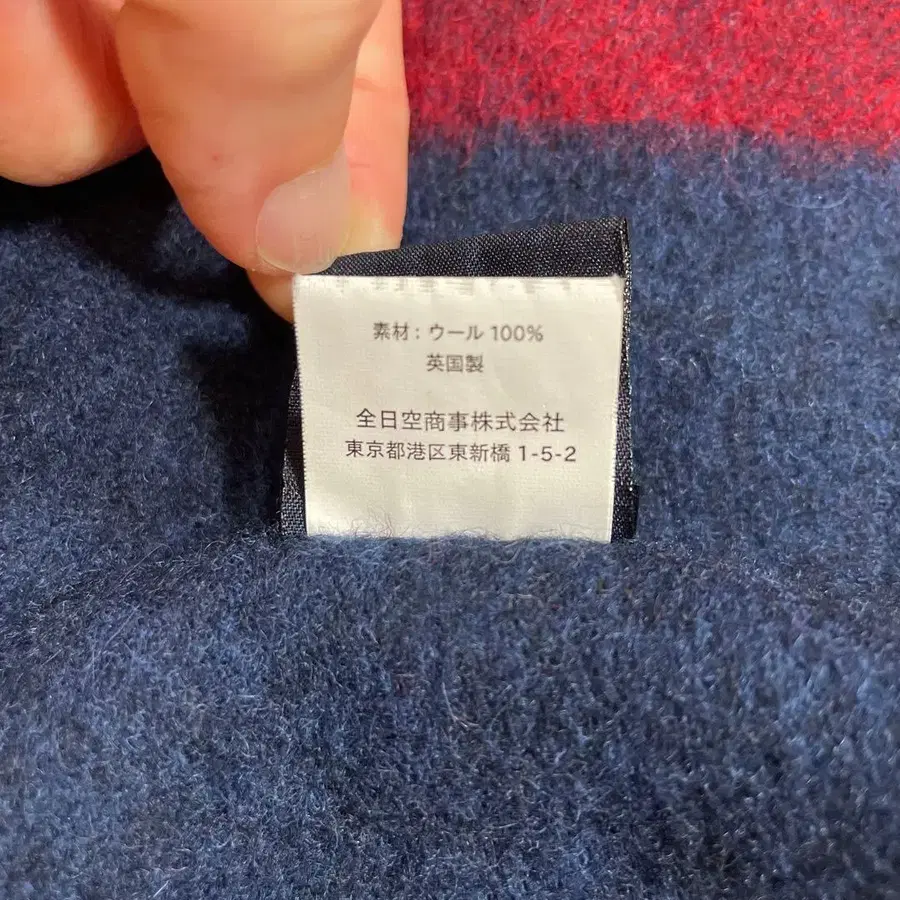 素材 : ウール 100%
英国製
全日空商事株式会社
東京都港区東新橋 1-5-2